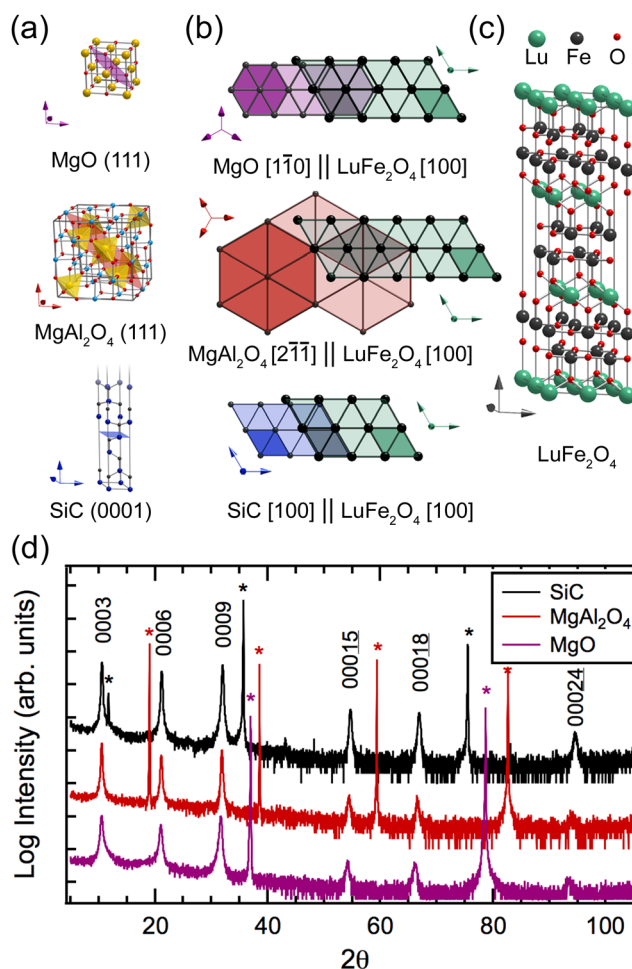 (a)
(b)
(c)
Lu Fe O
MgO (111)
MgO [11̅0] || LuFe₂O₄ [100]
MgAl₂O₄ (111)
MgAl₂O₄ [21̅1̅] || LuFe₂O₄ [100]
SiC (0001)
SiC [100] || LuFe₂O₄ [100]
LuFe₂O₄
(d)
Log Intensity (arb. units)
0003
*
*
0006
*
0009
*
*
*
00015
*
00018
*
*
*
00024
SiC
MgAl₂O₄
MgO
20 40 60 80 100
2θ